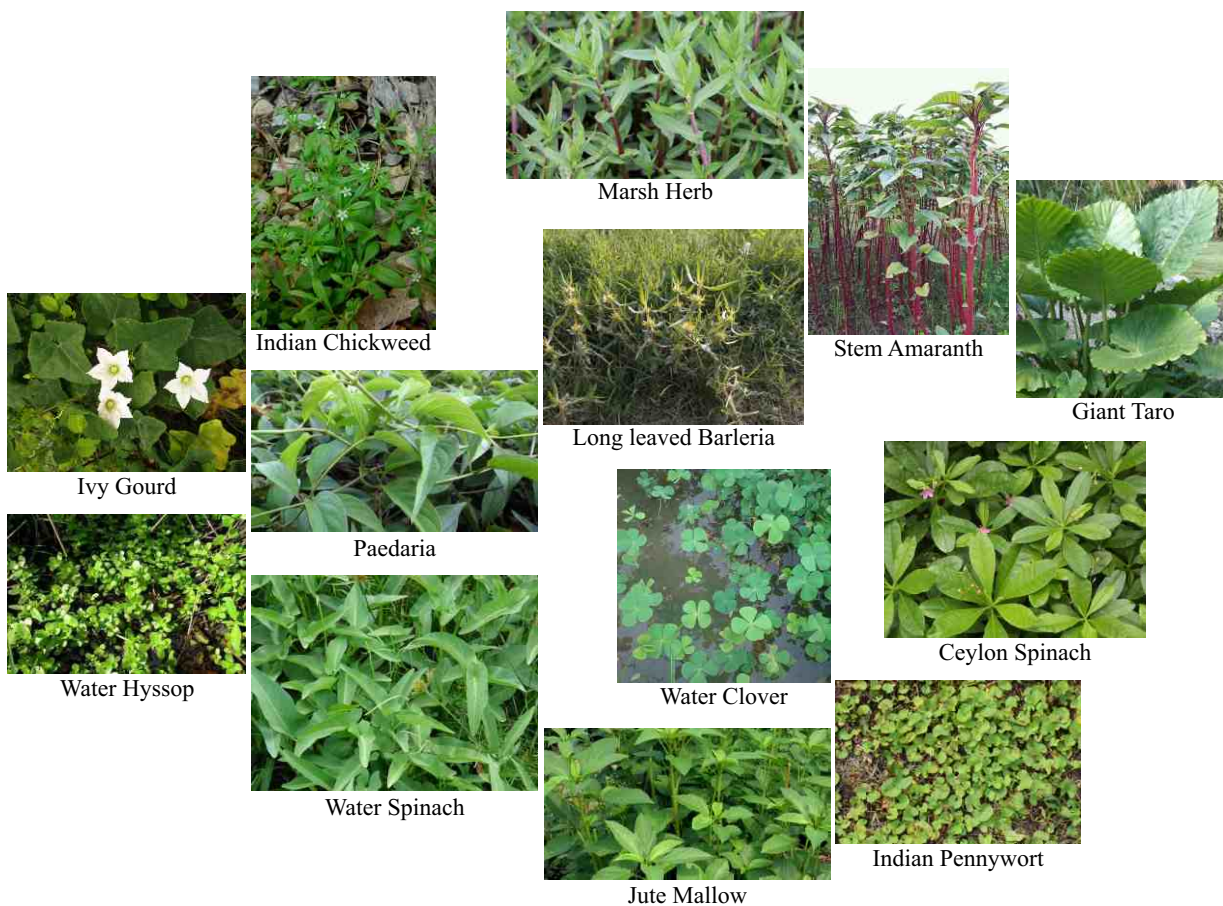 Marsh Herb
Indian Chickweed
Stem Amaranth
Giant Taro
Long leaved Barleria
Ivy Gourd
Paedaria
Ceylon Spinach
Water Hyssop
Water Clover
Water Spinach
Indian Pennywort
Jute Mallow